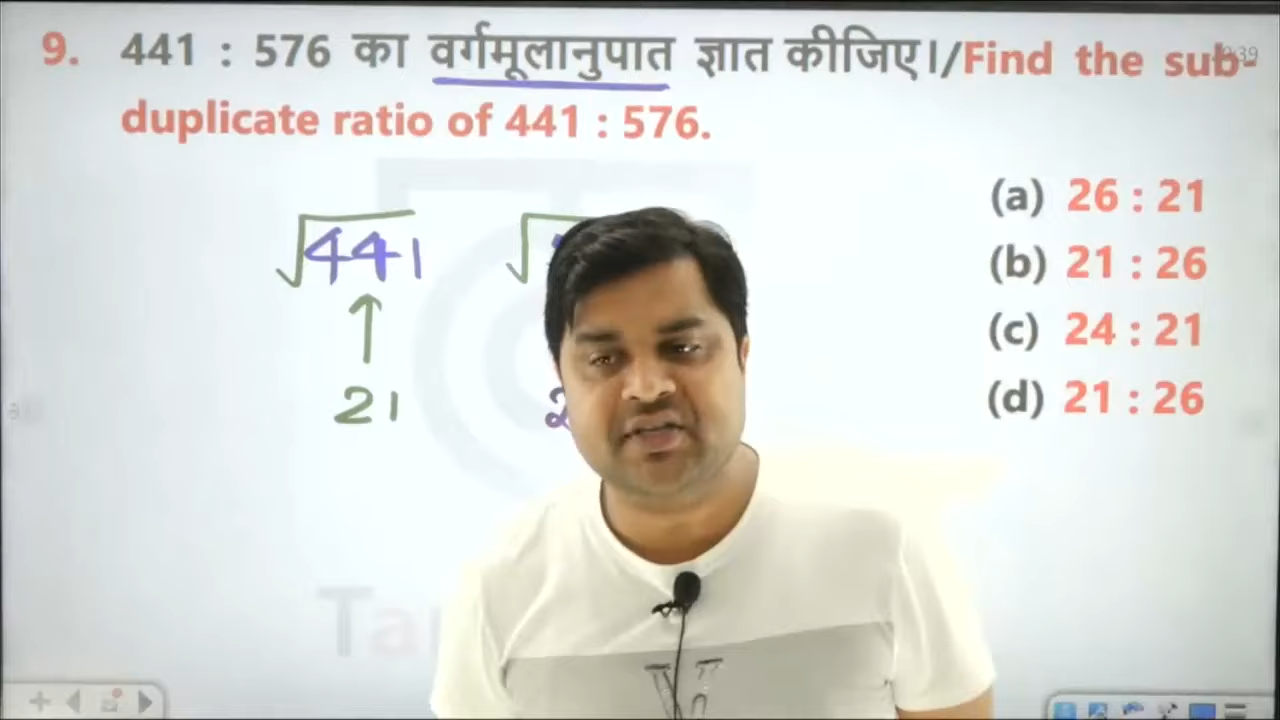 9. 441 : 576 का वर्गमूलानुपात ज्ञात कीजिए।/Find the sub-
duplicate ratio of 441 : 576.
(a) 26 : 21
√441
(b) 21 : 26
(c) 24 : 21
21
(d) 21 : 26